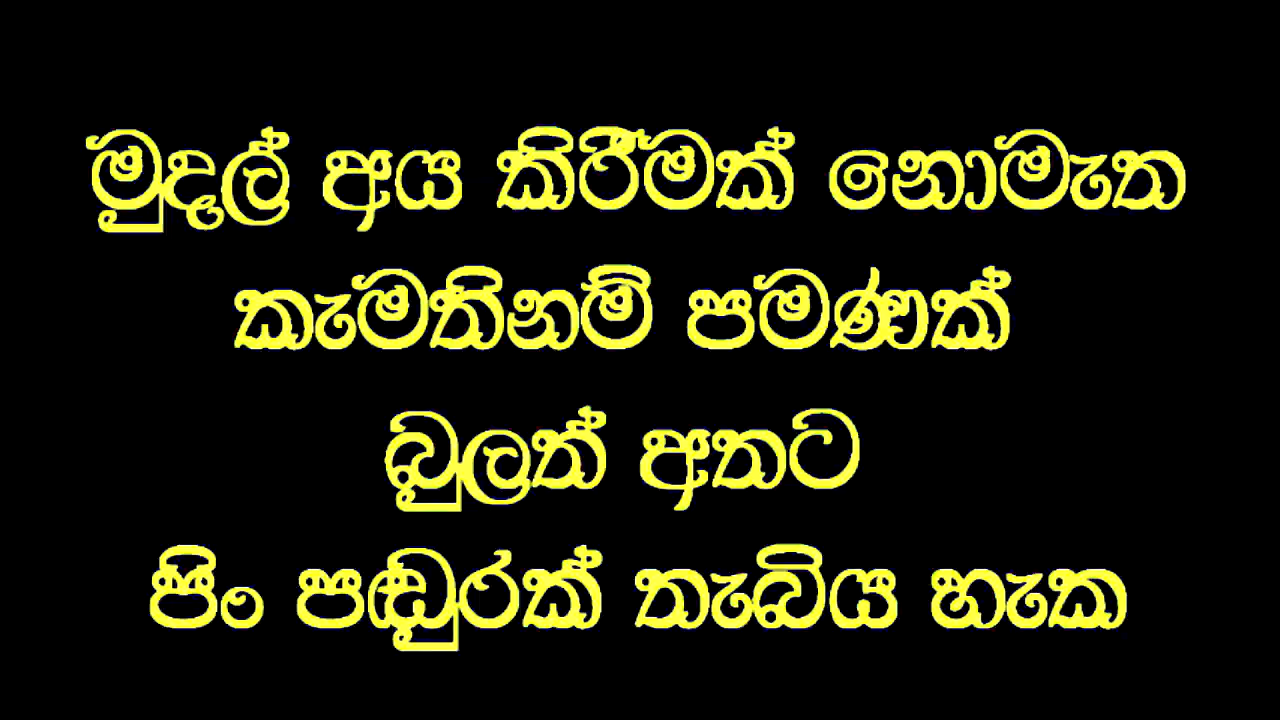 මුදල් අය කිරීමක් නොමැත
කැමතිනම් පමණක්
බුලත් අතට
පිං පඬුරක් තැබිය හැක